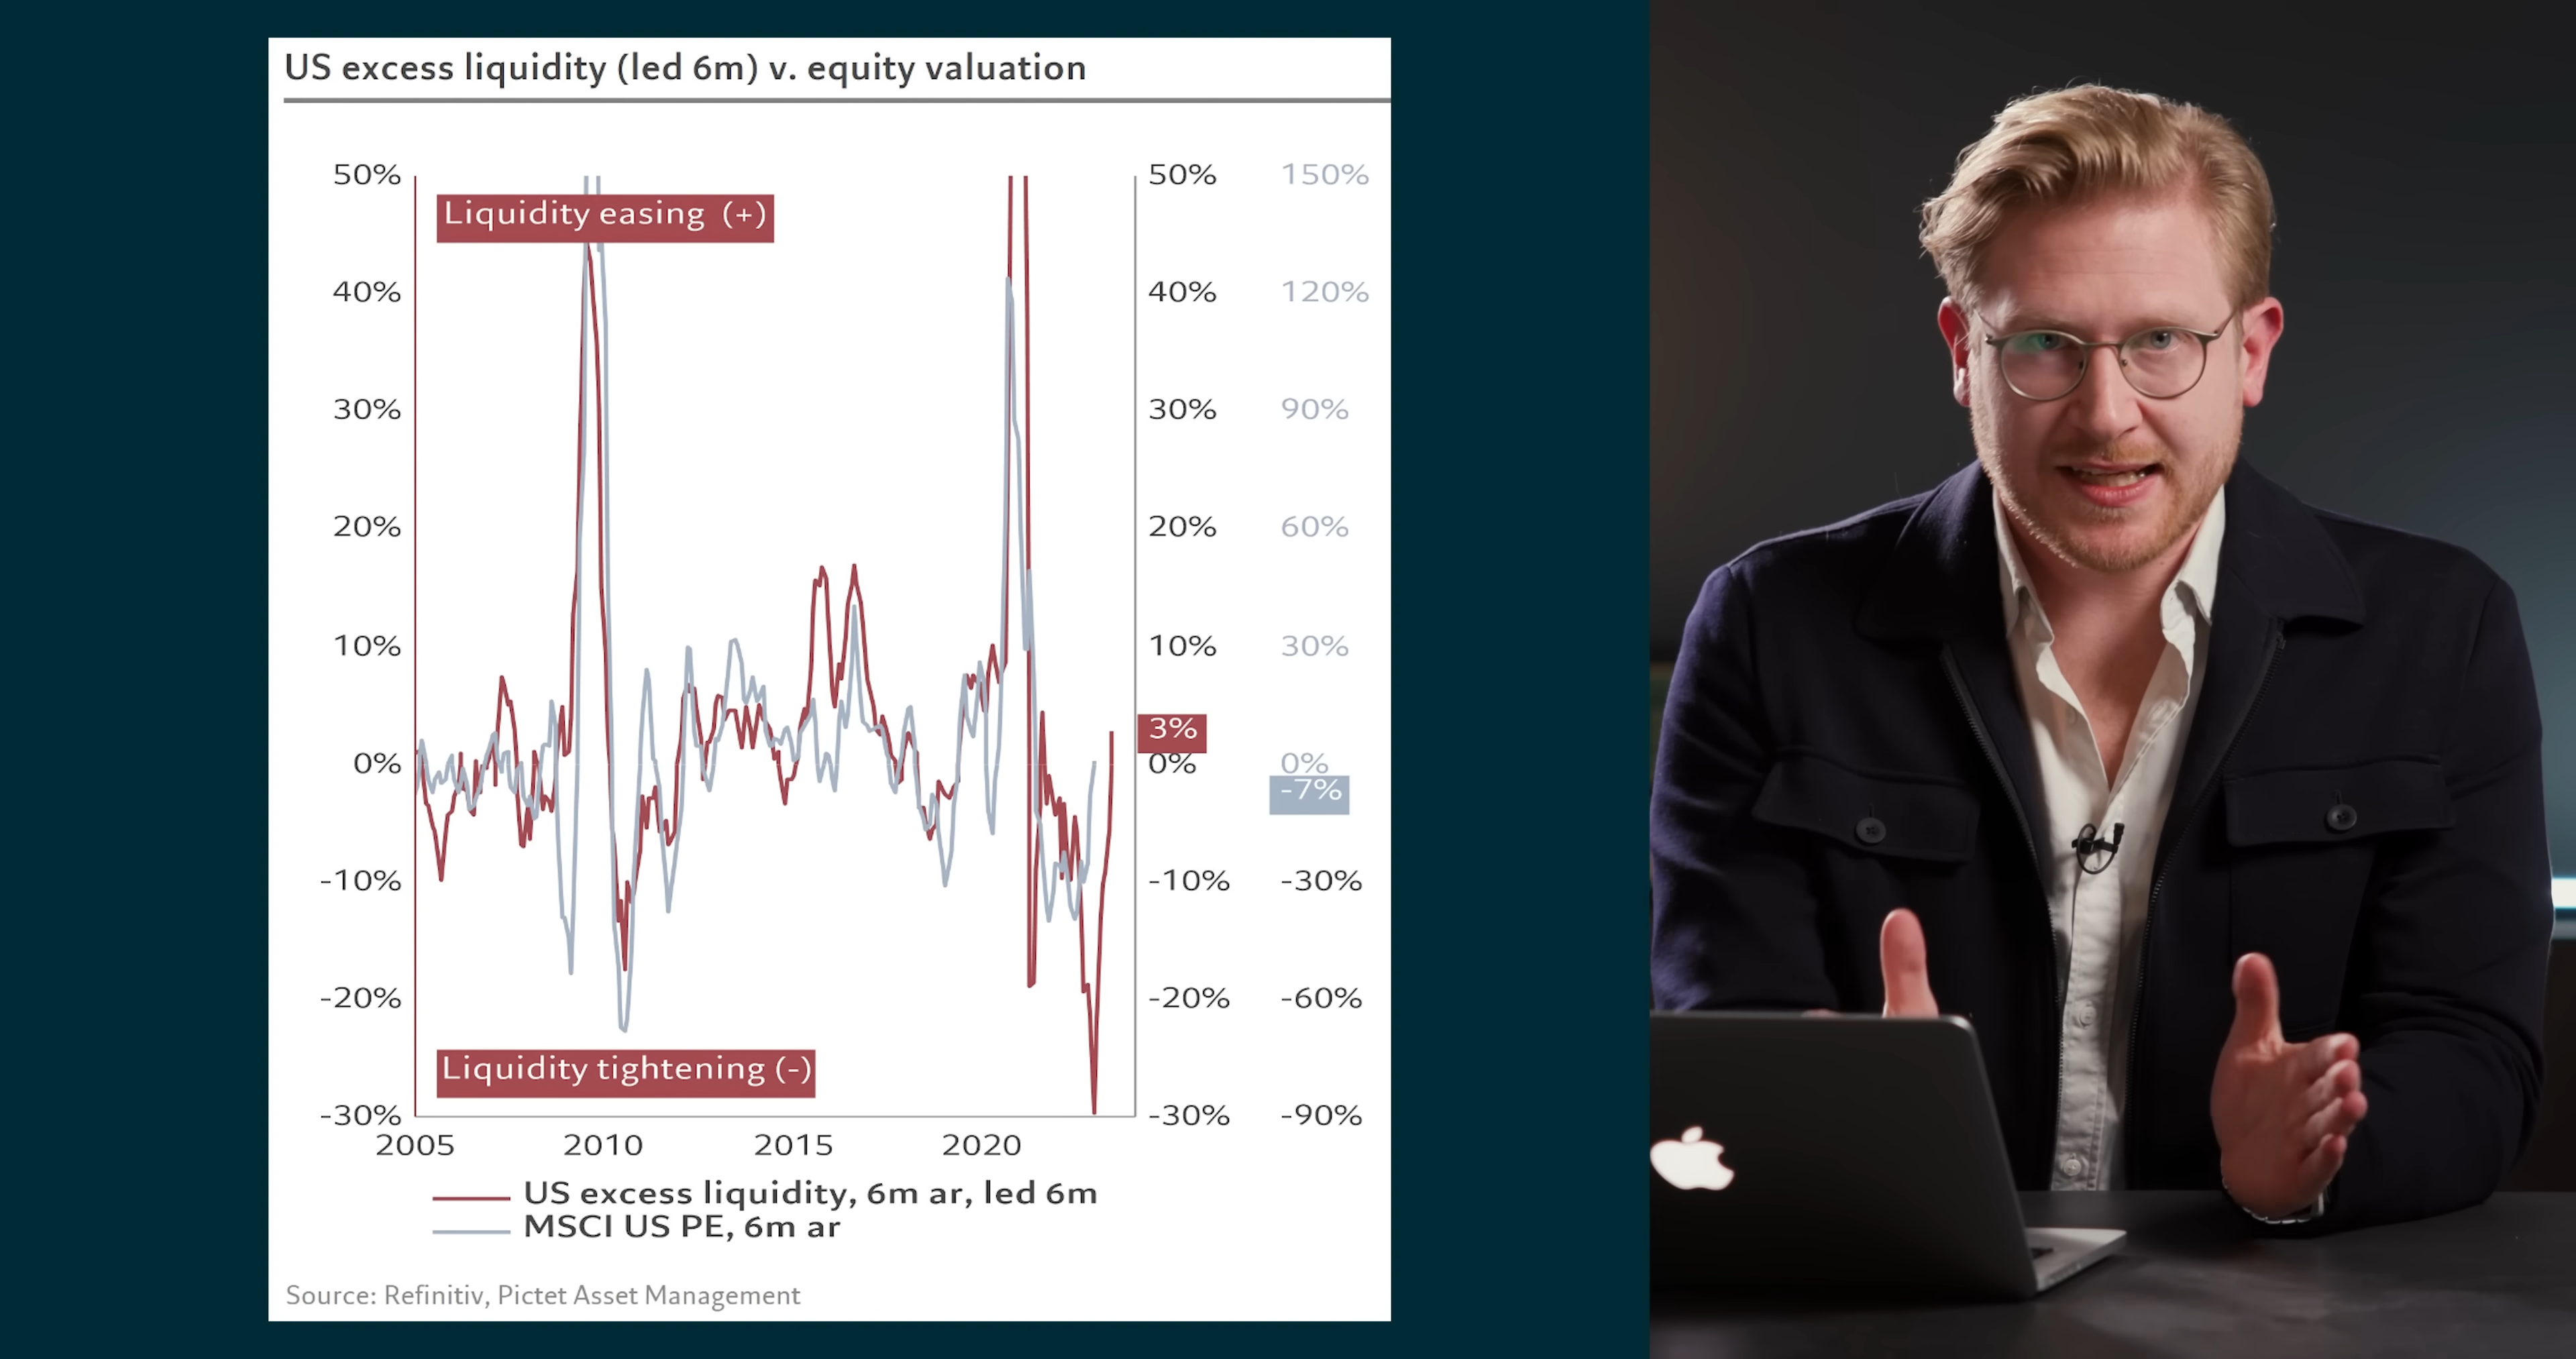 US excess liquidity (led 6m) v. equity valuation
50% 50% 150%
Liquidity easing (+)
40% 40% 120%
30% 30% 90%
20% 20% 60%
10% 10% 30%
3%
0% 0% 0%
-7%
-10% -10% -30%
-20% -20% -60%
Liquidity tightening (-)
-30% -30% -90%
2005 2010 2015 2020
US excess liquidity, 6m ar, led 6m
MSCI US PE, 6m ar
Source: Refinitiv, Pictet Asset Management